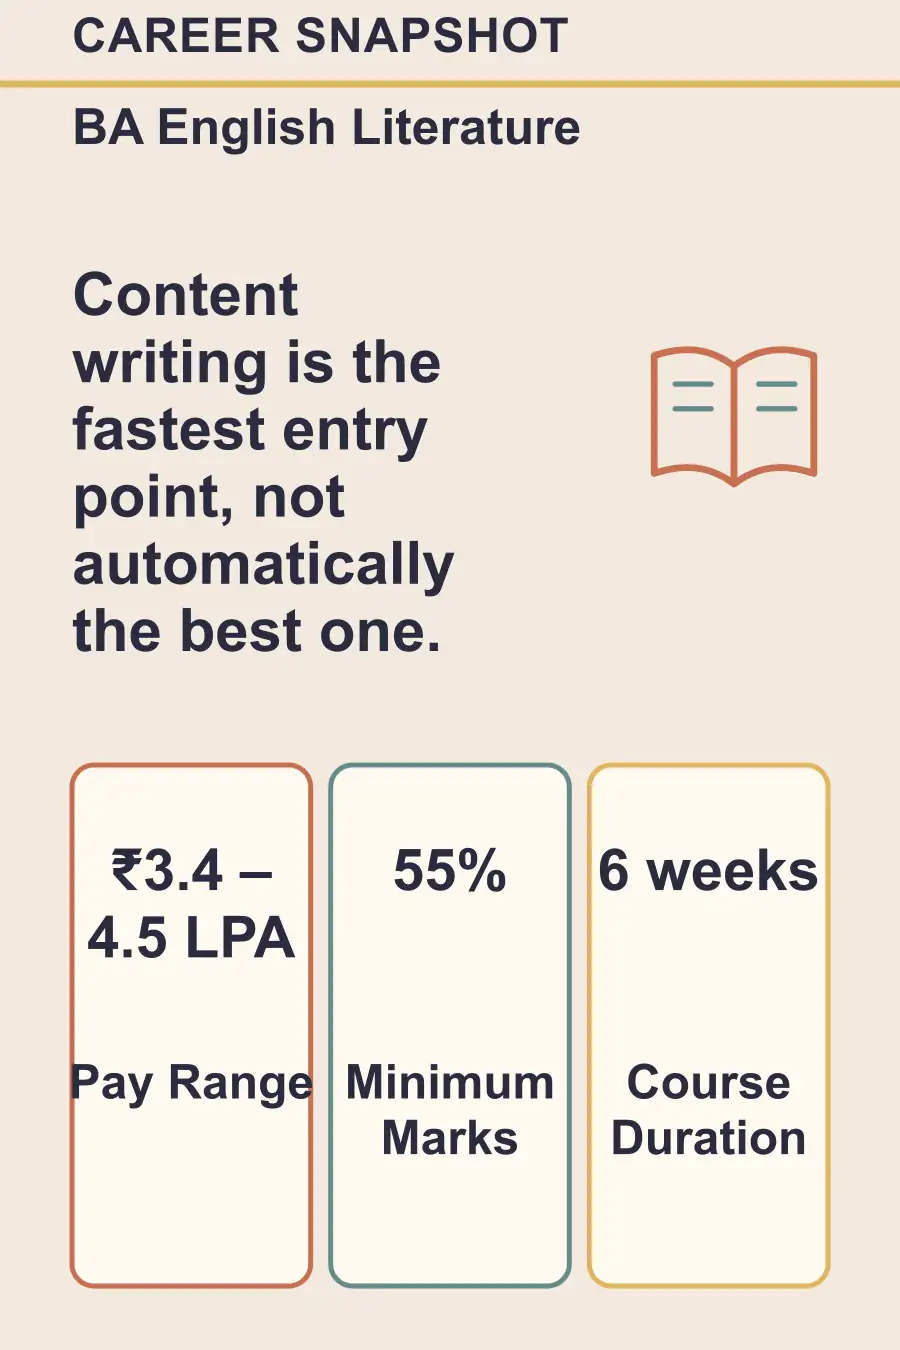 CAREER SNAPSHOT
BA English Literature
Content
writing is the
fastest entry
point, not
automatically
the best one.
₹3.4 –
4.5 LPA
Pay Range
55%
Minimum
Marks
6 weeks
Course
Duration